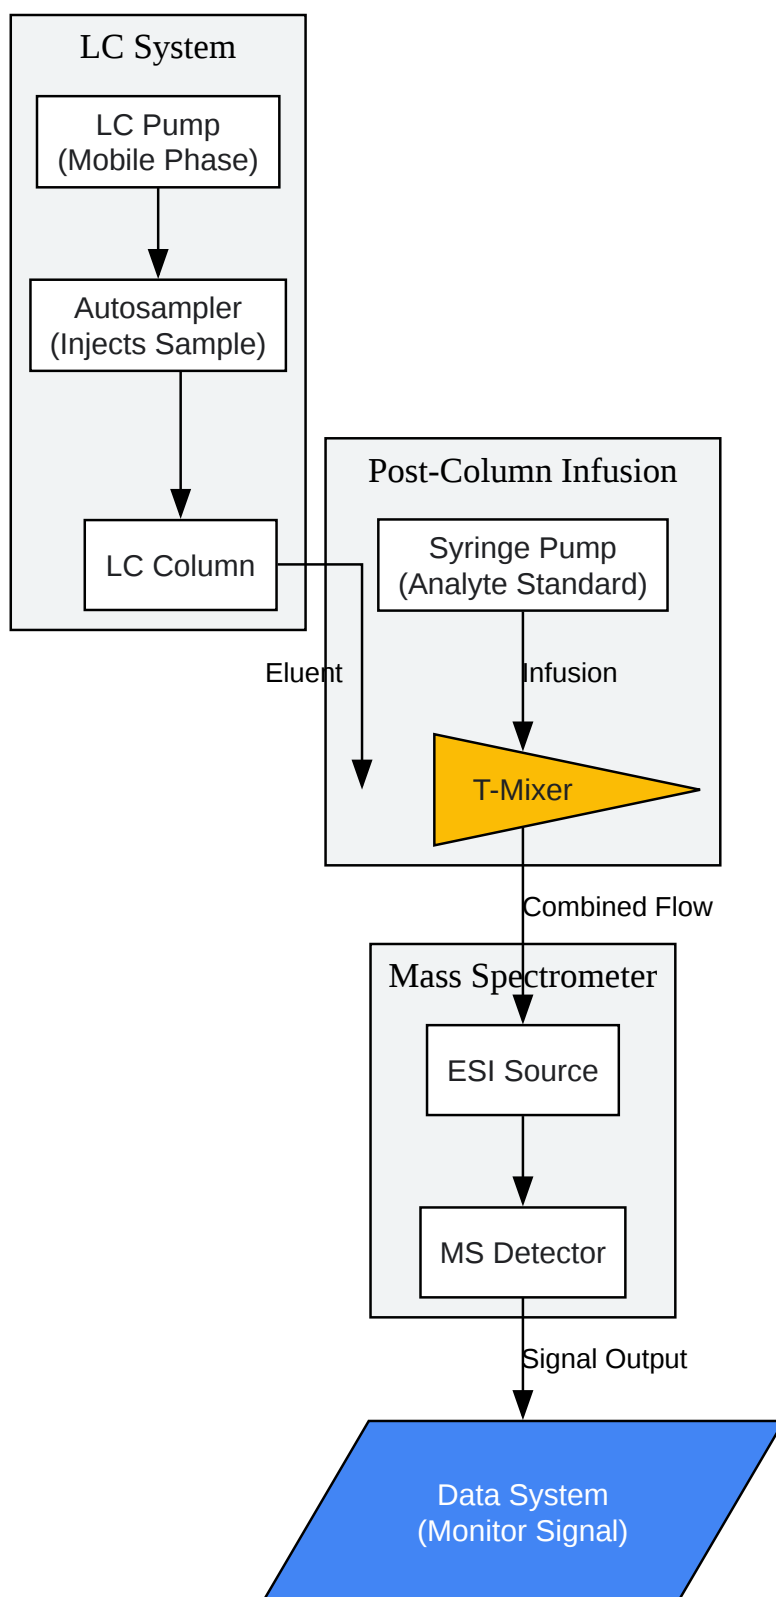 LC System
LC Pump
(Mobile Phase)
Autosampler
(Injects Sample)
LC Column
Post-Column Infusion
Syringe Pump
(Analyte Standard)
Eluent
Infusion
T-Mixer
Combined Flow
Mass Spectrometer
ESI Source
MS Detector
Signal Output
Data System
(Monitor Signal)